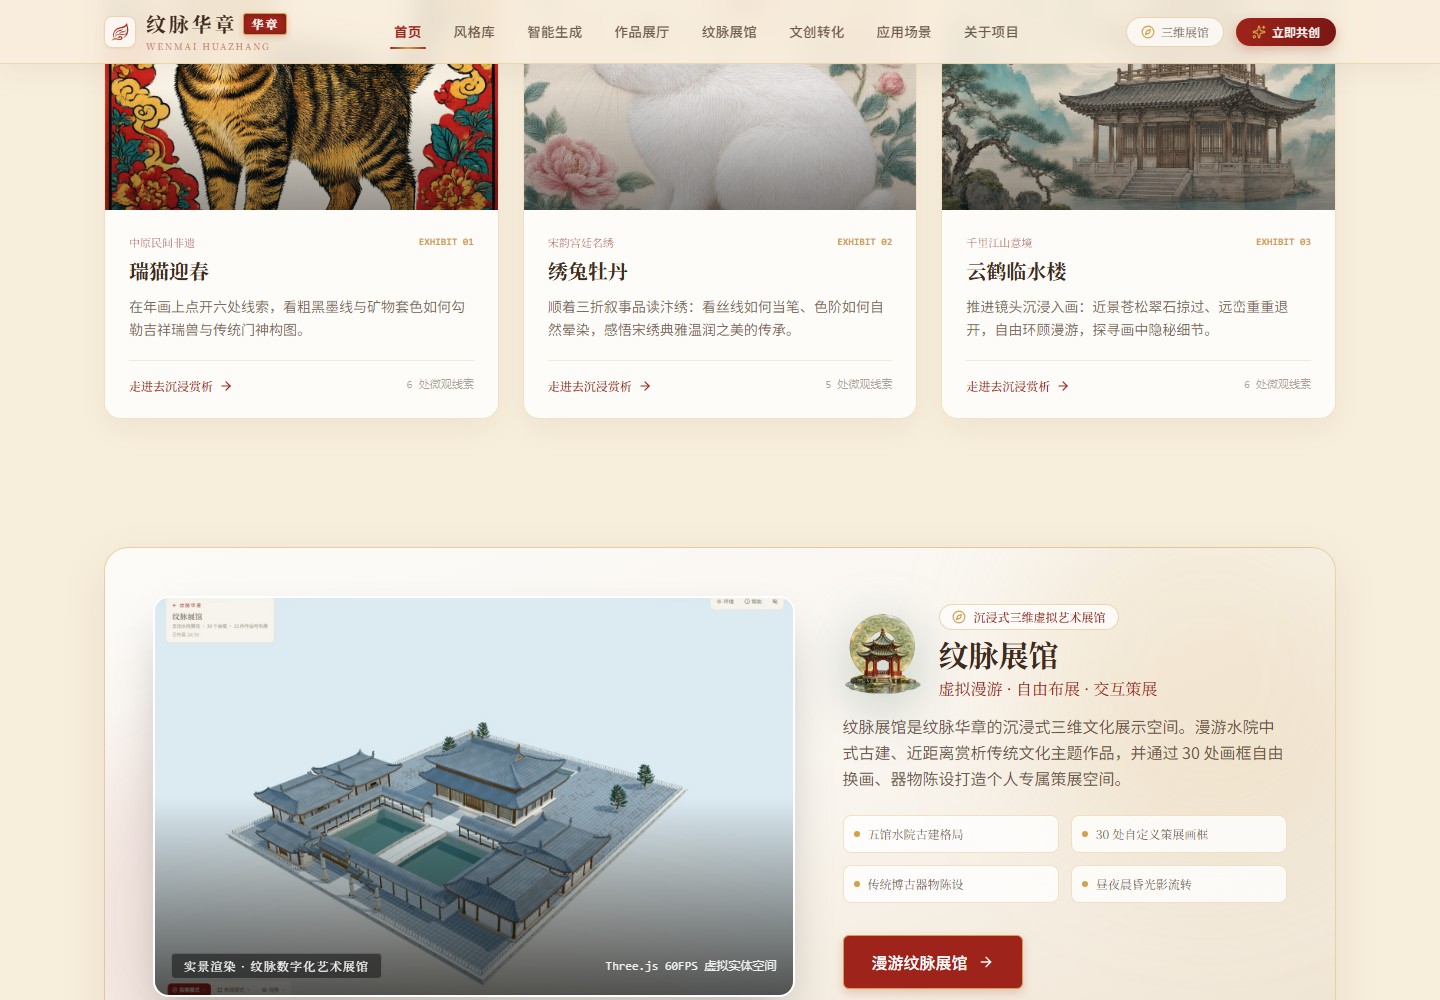 纹脉华章 华章
WENMAI HUAZHANG
首页 风格库 智能生成 作品展厅 纹脉展馆 文创转化 应用场景 关于项目
三维展馆 立即共创
中原民间非遗 EXHIBIT 01
瑞猫迎春
在年画上点开六处线索，看粗黑墨线与矿物套色如何勾
勒吉祥瑞兽与传统门神构图。
走进去沉浸赏析 → 6 处微观线索
宋韵宫廷名绣 EXHIBIT 02
绣兔牡丹
顺着三折叙事品读汴绣：看丝线如何当笔、色阶如何自
然晕染，感悟宋绣典雅温润之美的传承。
走进去沉浸赏析 → 5 处微观线索
千里江山意境 EXHIBIT 03
云鹤临水楼
推进镜头沉浸入画：近景苍松翠石掠过、远峦重重退
开，自由环顾漫游，探寻画中隐秘细节。
走进去沉浸赏析 → 6 处微观线索
纹脉华章
纹脉展馆
实景渲染 · 纹脉数字化艺术展馆
Three.js 60FPS 虚拟实体空间
沉浸式三维虚拟艺术展馆
纹脉展馆
虚拟漫游 · 自由布展 · 交互策展
纹脉展馆是纹脉华章的沉浸式三维文化展示空间。漫游水院中
式古建、近距离赏析传统文化主题作品，并通过 30 处画框自由
换画、器物陈设打造个人专属策展空间。
五馆水院古建格局
30 处自定义策展画框
传统博古器物陈设
昼夜晨昏光影流转
漫游纹脉展馆 →